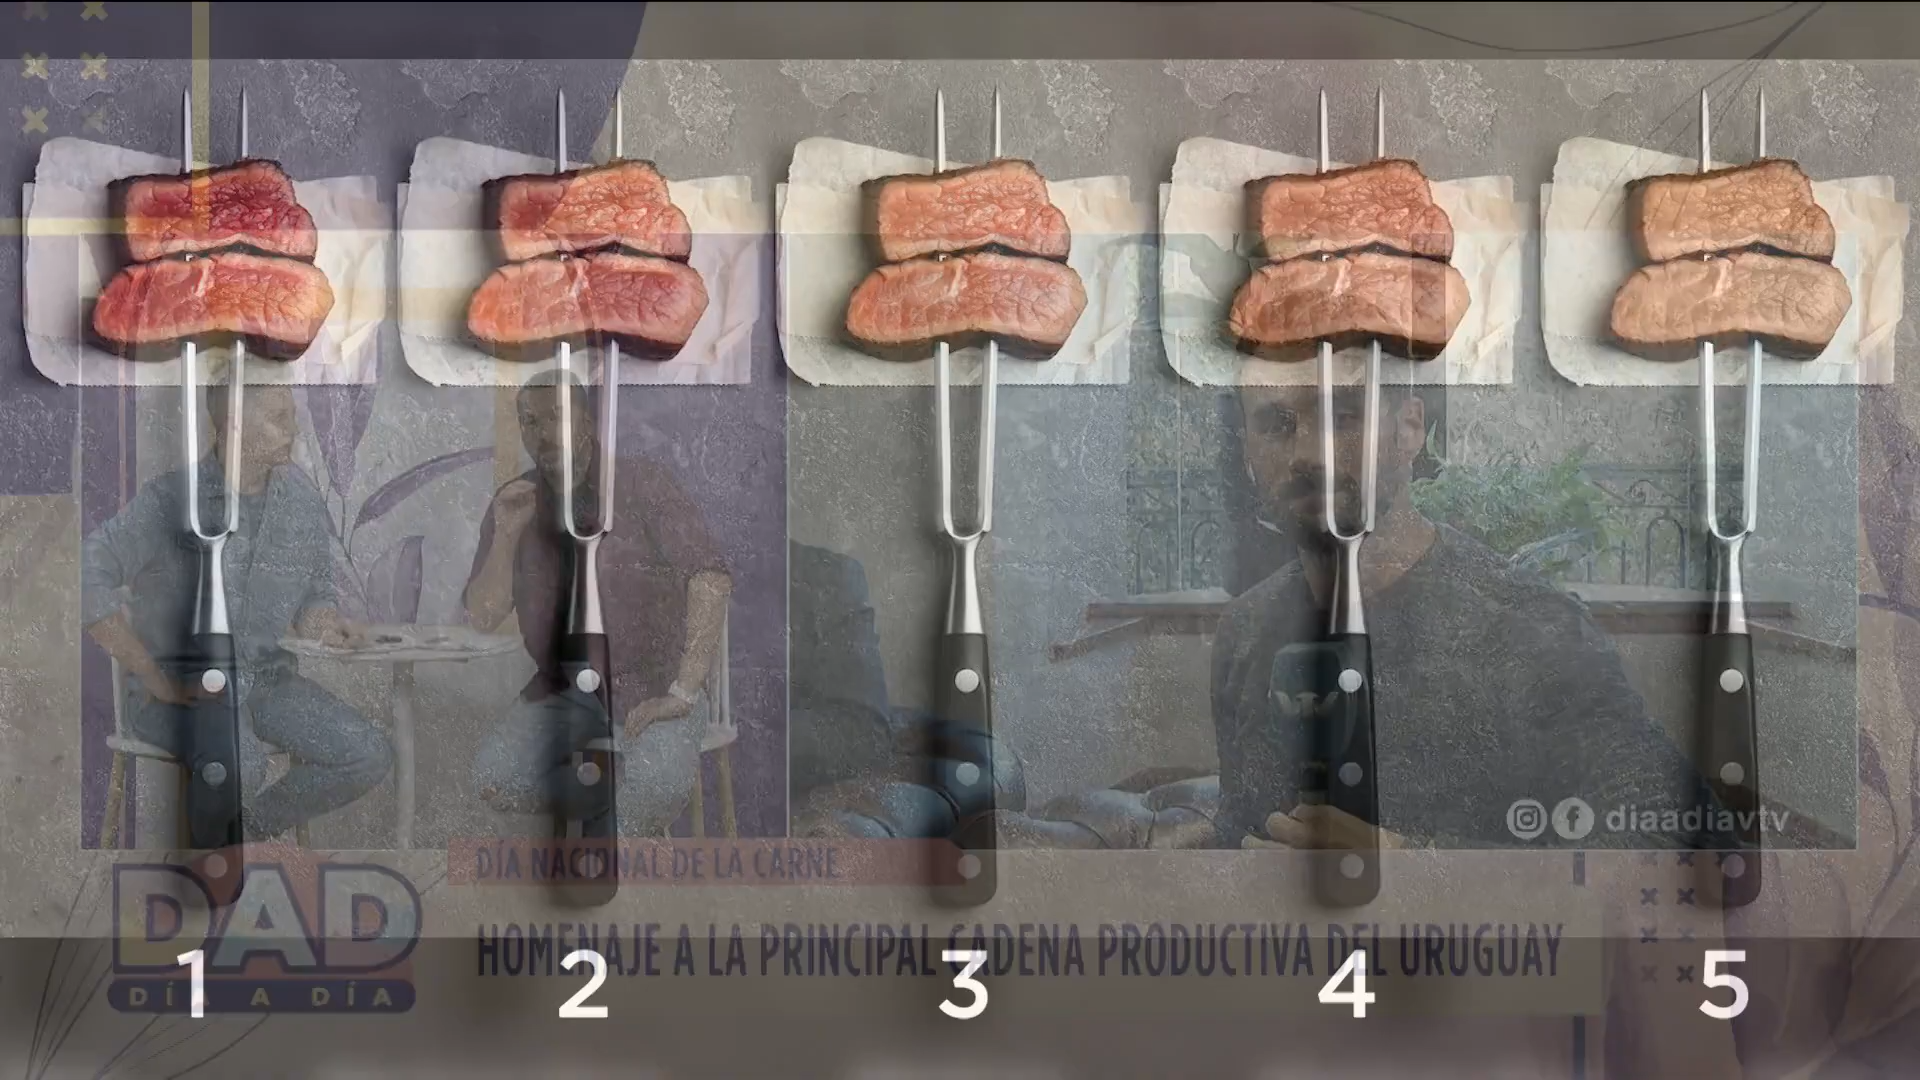 diaadiavtv
DÍA NACIONAL DE LA CARNE
DAD
DÍA A DÍA
HOMENAJE A LA PRINCIPAL CADENA PRODUCTIVA DEL URUGUAY
1 2 3 4 5